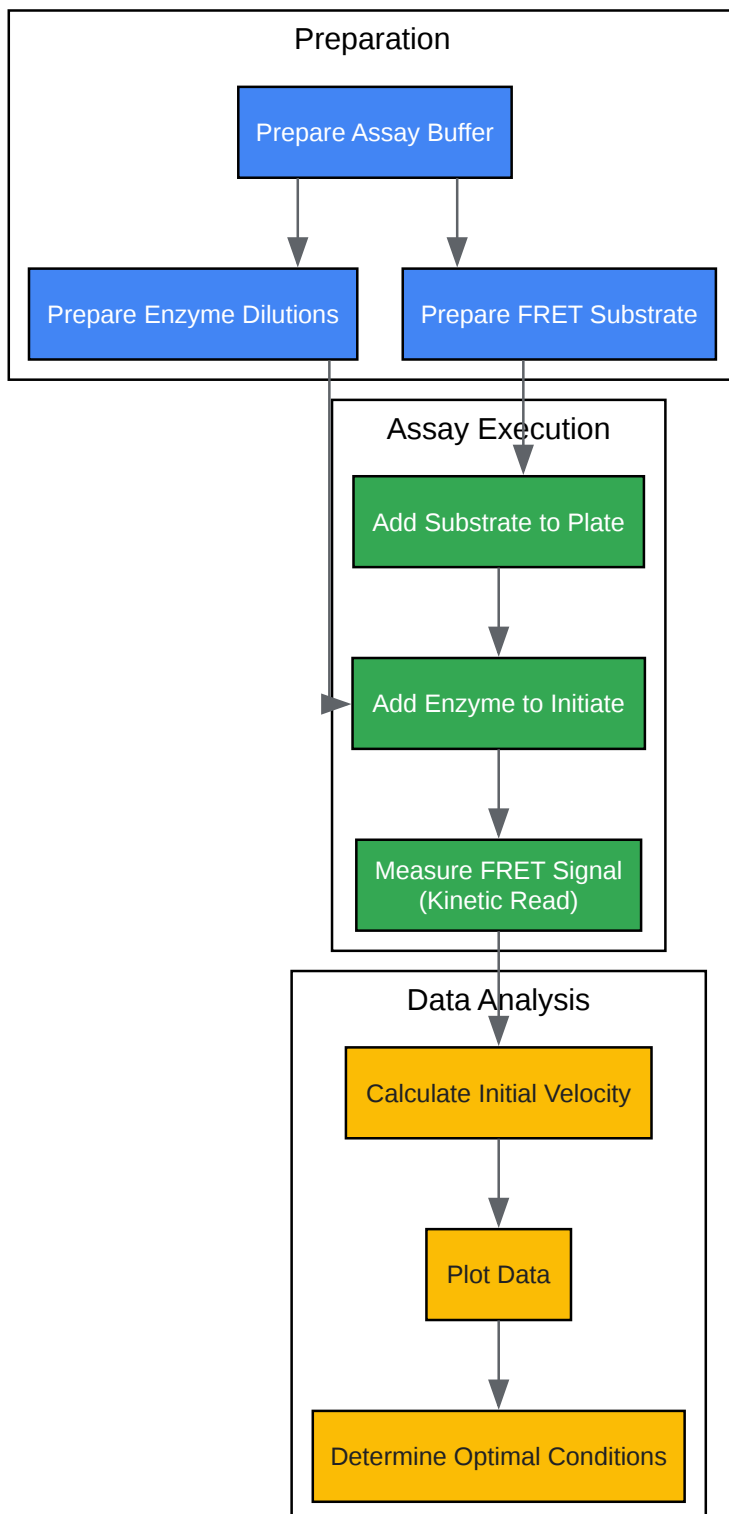 Preparation
Prepare Assay Buffer
Prepare Enzyme Dilutions
Prepare FRET Substrate
Assay Execution
Add Substrate to Plate
Add Enzyme to Initiate
Measure FRET Signal
(Kinetic Read)
Data Analysis
Calculate Initial Velocity
Plot Data
Determine Optimal Conditions